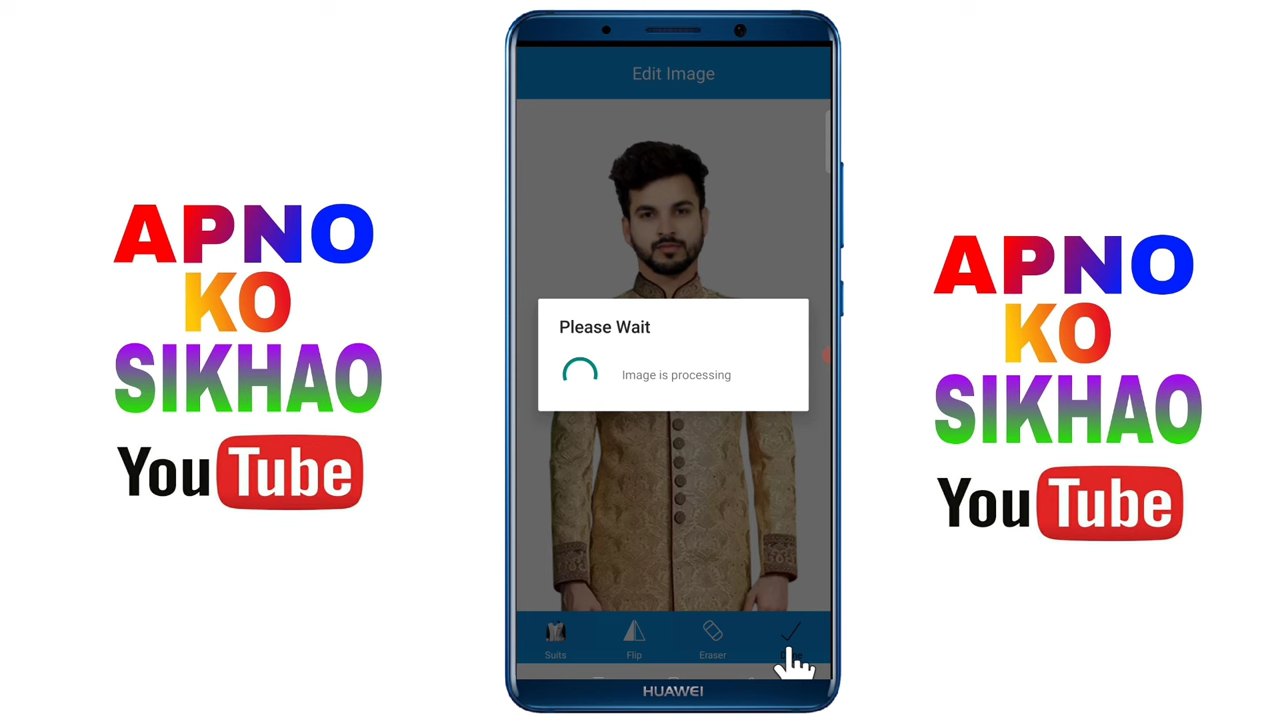 APNO
KO
SIKHAO
YouTube
Edit Image
Please Wait
Image is processing
Suits
Flip
Eraser
HUAWEI
APNO
KO
SIKHAO
YouTube